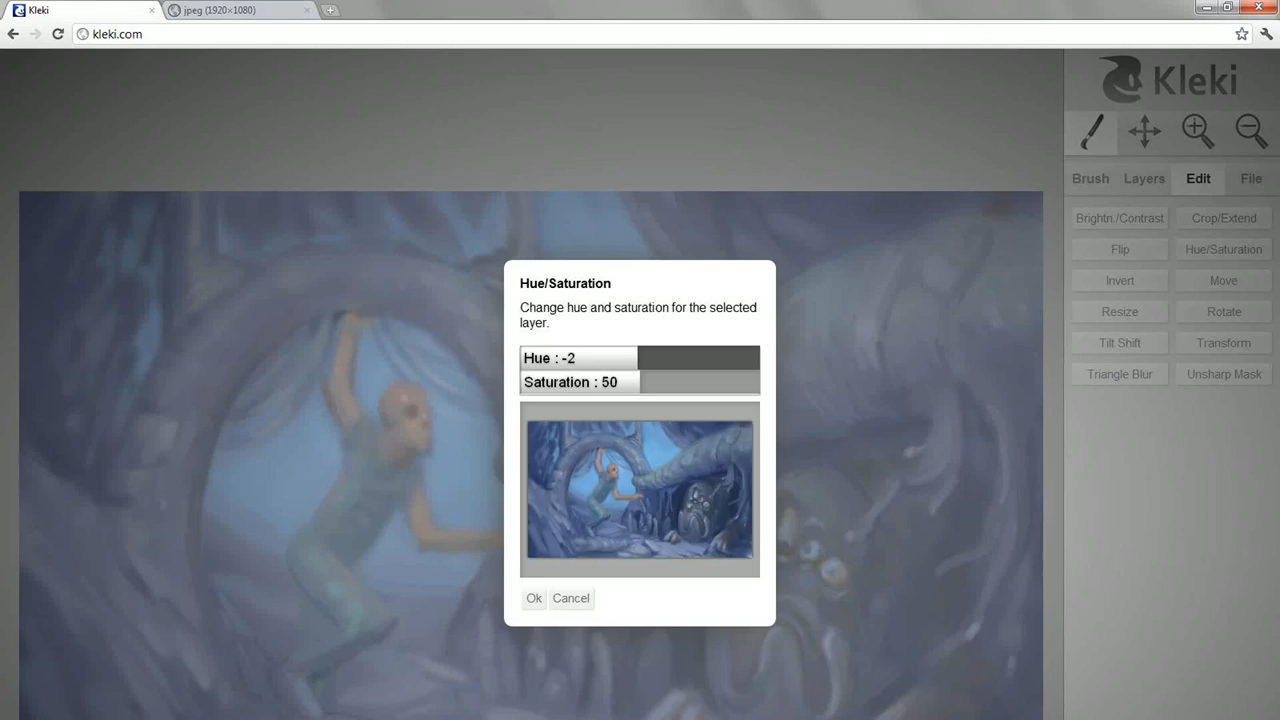 Kleki
jpeg (1920×1080)
kleki.com
Kleki
Brush Layers Edit File
Brightn./Contrast Crop/Extend
Flip Hue/Saturation
Invert Move
Resize Rotate
Tilt Shift Transform
Triangle Blur Unsharp Mask
Hue/Saturation
Change hue and saturation for the selected
layer.
Hue : -2
Saturation : 50
Ok Cancel